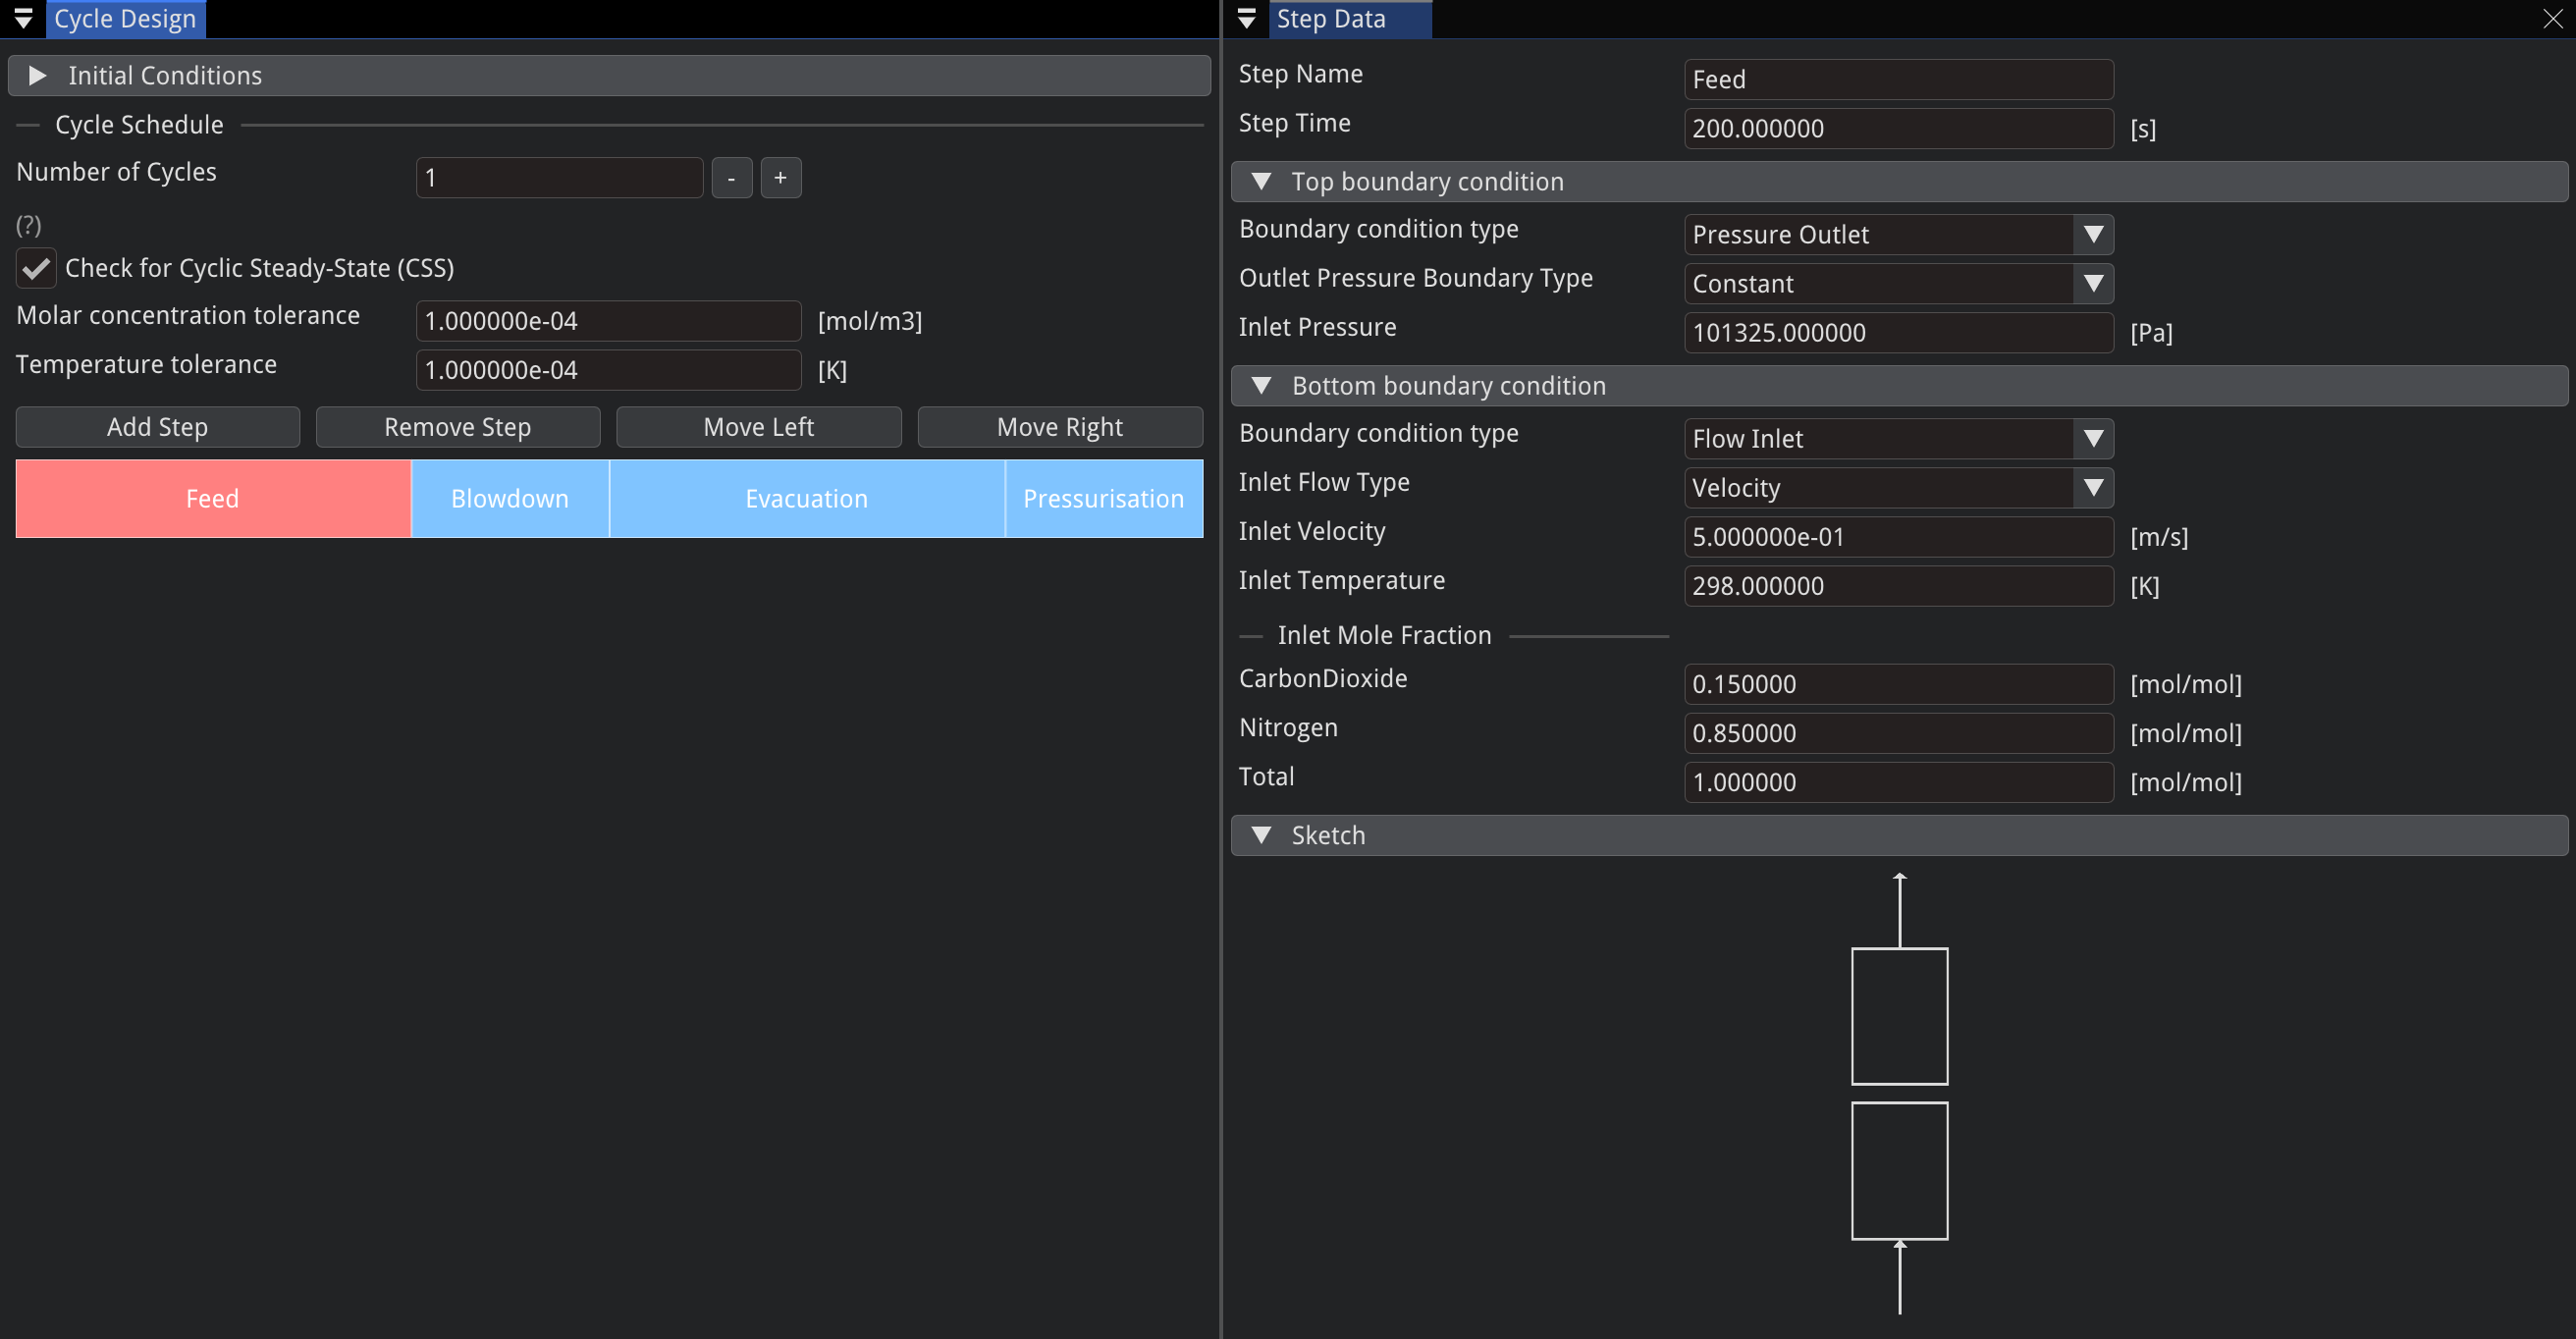 Cycle Design
Initial Conditions
Cycle Schedule
Number of Cycles 1 - +
(?)
Check for Cyclic Steady-State (CSS)
Molar concentration tolerance 1.000000e-04 [mol/m3]
Temperature tolerance 1.000000e-04 [K]
Add Step Remove Step Move Left Move Right
Feed Blowdown Evacuation Pressurisation
Step Data
Step Name Feed
Step Time 200.000000 [s]
Top boundary condition
Boundary condition type Pressure Outlet
Outlet Pressure Boundary Type Constant
Inlet Pressure 101325.000000 [Pa]
Bottom boundary condition
Boundary condition type Flow Inlet
Inlet Flow Type Velocity
Inlet Velocity 5.000000e-01 [m/s]
Inlet Temperature 298.000000 [K]
Inlet Mole Fraction
CarbonDioxide 0.150000 [mol/mol]
Nitrogen 0.850000 [mol/mol]
Total 1.000000 [mol/mol]
Sketch